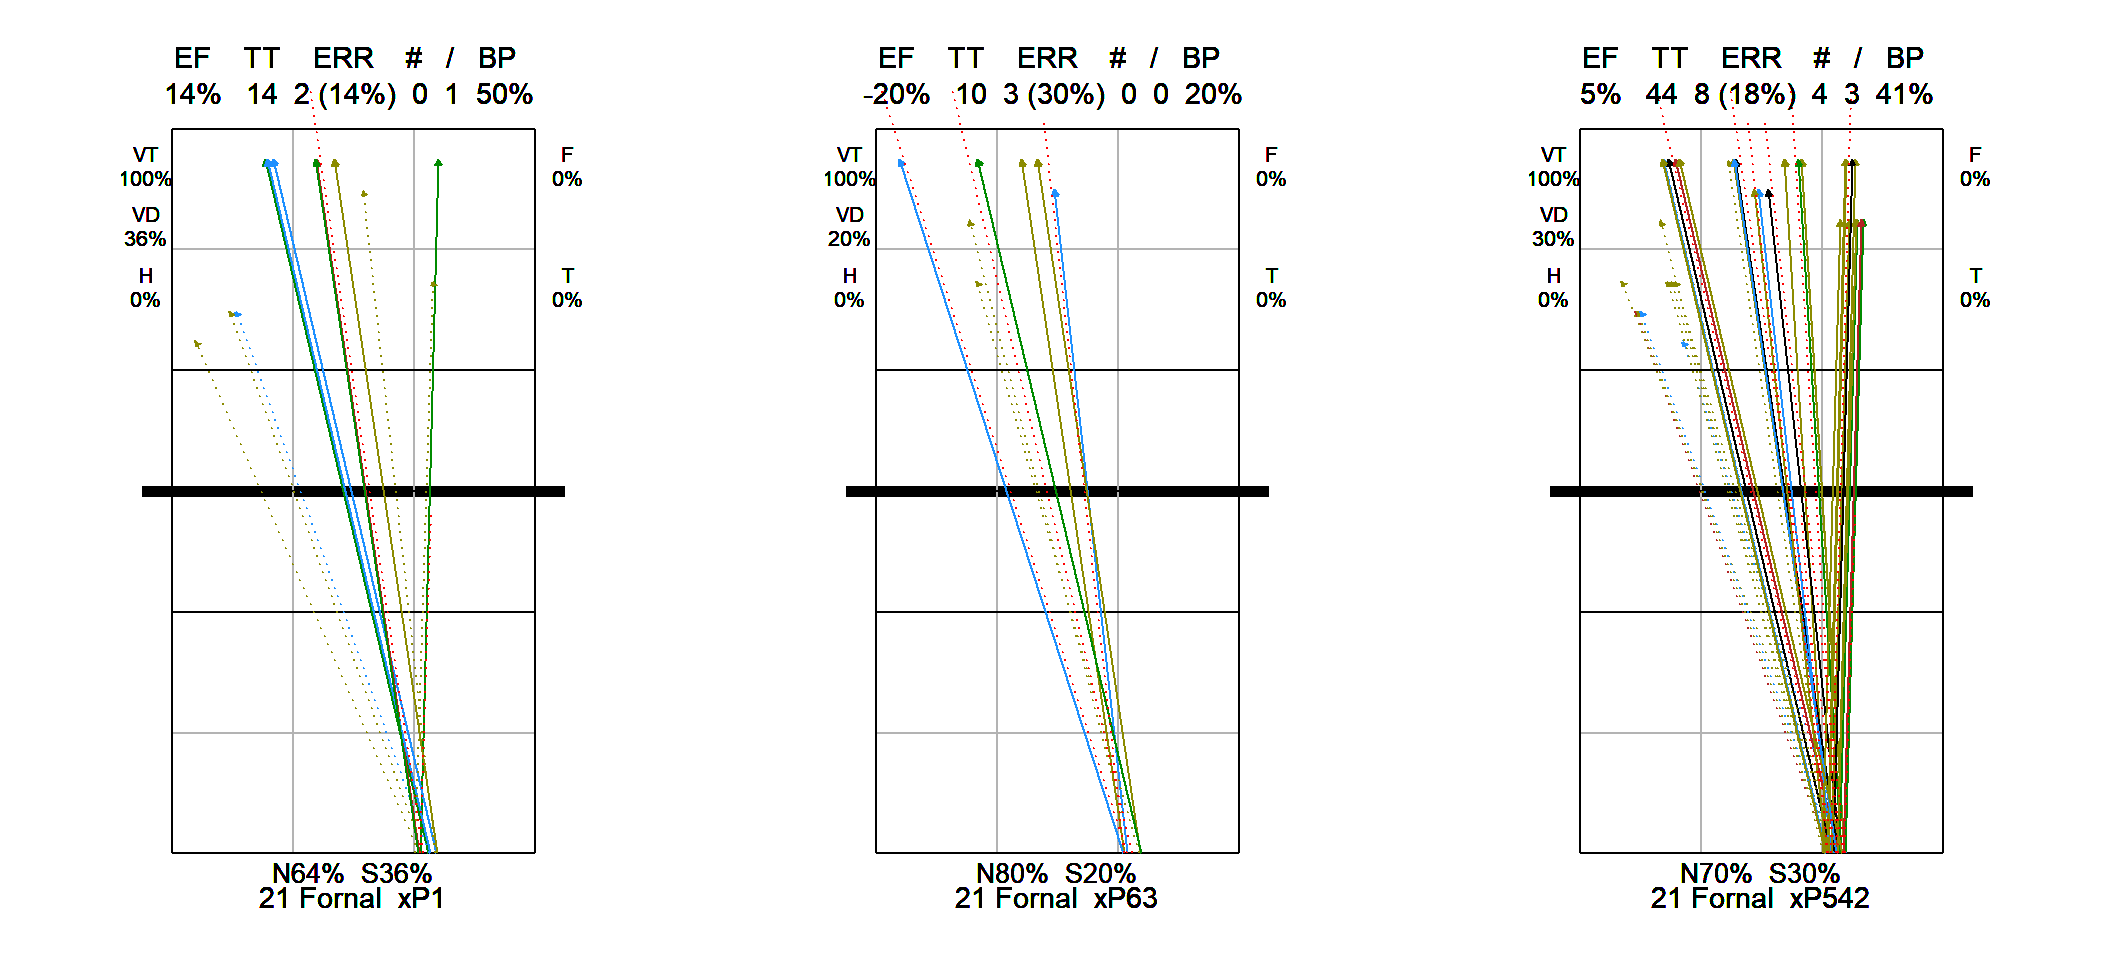 EF TT ERR # / BP
14% 14 2 (14%) 0 1 50%
VT
100%
VD
36%
H
0%
F
0%
T
0%
N64% S36%
21 Fornal xP1
EF TT ERR # / BP
-20% 10 3 (30%) 0 0 20%
VT
100%
VD
20%
H
0%
F
0%
T
0%
N80% S20%
21 Fornal xP63
EF TT ERR # / BP
5% 44 8 (18%) 4 3 41%
VT
100%
VD
30%
H
0%
F
0%
T
0%
N70% S30%
21 Fornal xP542